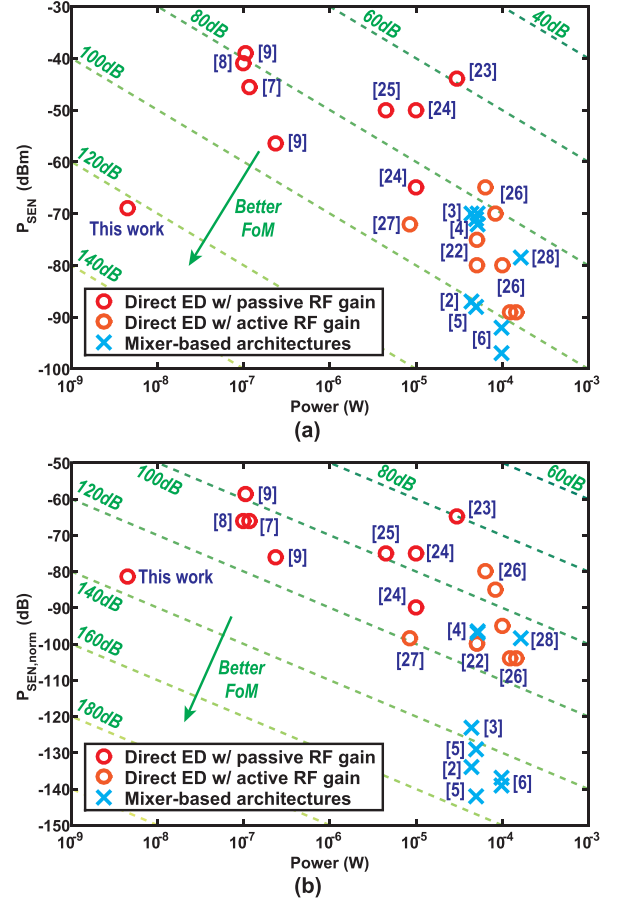 -30
-40
-50
-60
-70
-80
-90
-100
P_SEN (dBm)
80dB
60dB
40dB
100dB
120dB
140dB
[9]
[8]
[7]
[9]
[23]
[25]
[24]
[24]
[26]
[3]
[4]
[27]
[22]
[28]
[26]
[2]
[5]
[6]
This work
Better
FoM
Direct ED w/ passive RF gain
Direct ED w/ active RF gain
Mixer-based architectures
10^-9 10^-8 10^-7 10^-6 10^-5 10^-4 10^-3
Power (W)
(a)
-50
-60
-70
-80
-90
-100
-110
-120
-130
-140
-150
P_SEN,norm (dB)
100dB
80dB
60dB
120dB
140dB
160dB
180dB
[9]
[8]
[7]
[9]
[23]
[25]
[24]
[24]
[26]
This work
[4]
[28]
[27]
[22]
[26]
Better
FoM
[3]
[5]
[2]
[6]
[5]
Direct ED w/ passive RF gain
Direct ED w/ active RF gain
Mixer-based architectures
10^-9 10^-8 10^-7 10^-6 10^-5 10^-4 10^-3
Power (W)
(b)